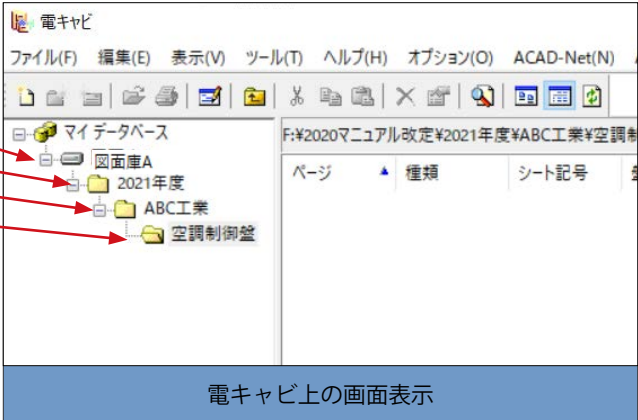 電キャビ
ファイル(F) 編集(E) 表示(V) ツール(T) ヘルプ(H) オプション(O) ACAD-Net(N)
マイ データベース
図面庫A
2021年度
ABC工業
空調制御盤
F:¥2020マニュアル改定¥2021年度¥ABC工業¥空調制
ページ 種類 シート記号
電キャビ上の画面表示